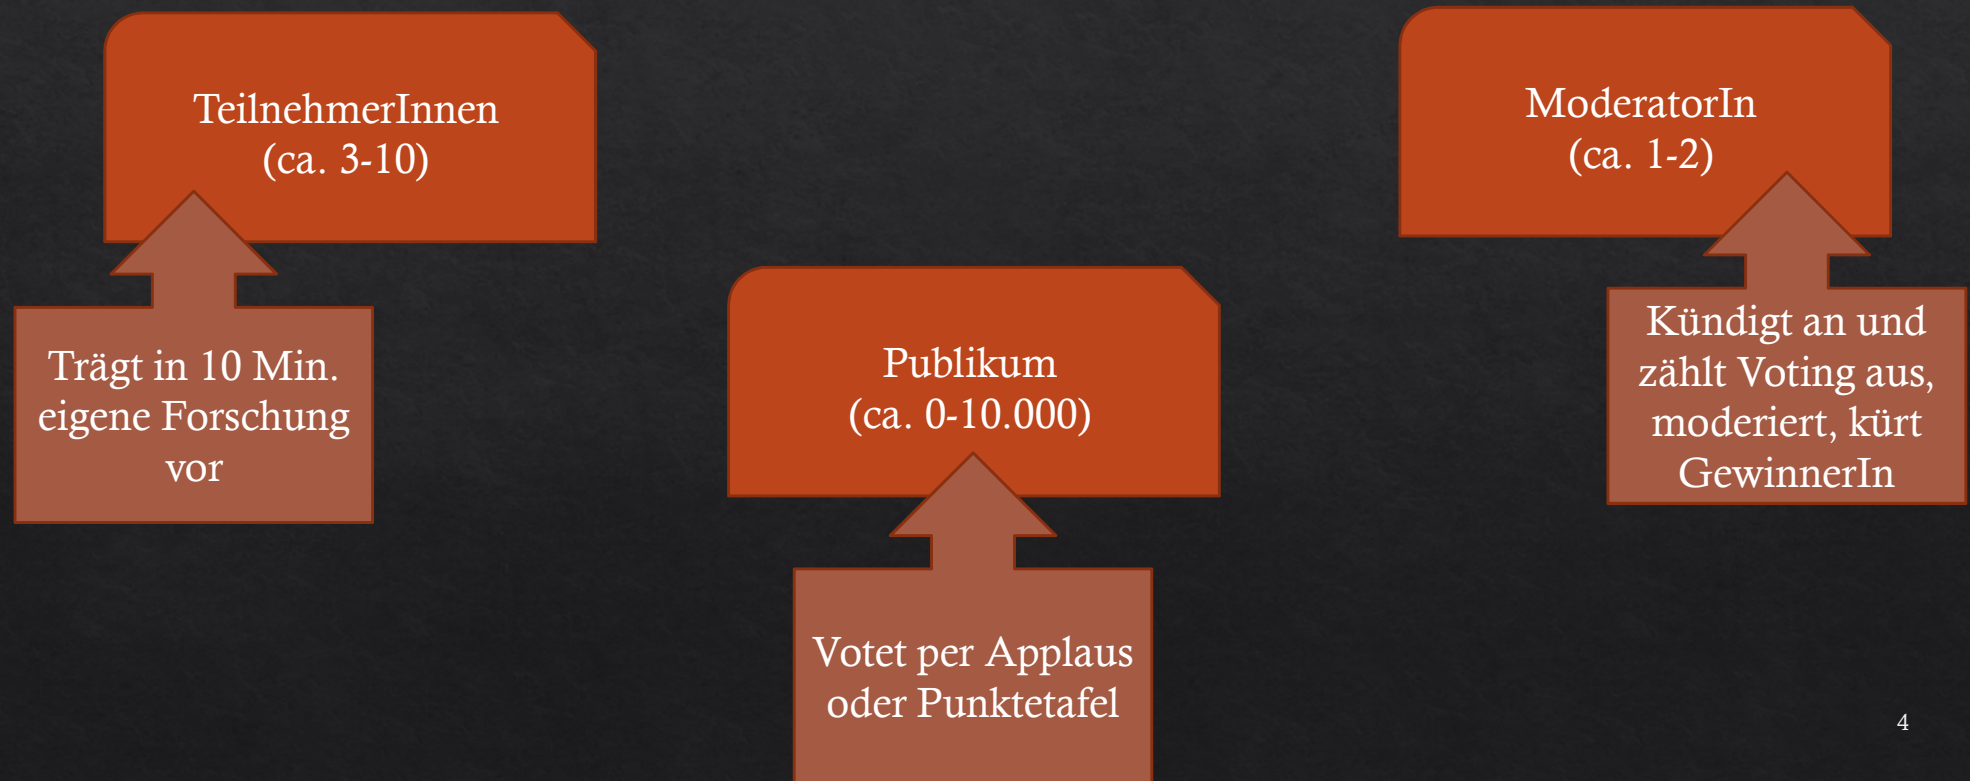 TeilnehmerInnen
(ca. 3-10)
Trägt in 10 Min.
eigene Forschung
vor
Publikum
(ca. 0-10.000)
Votet per Applaus
oder Punktetafel
ModeratorIn
(ca. 1-2)
Kündigt an und
zählt Voting aus,
moderiert, kürt
GewinnerIn
4